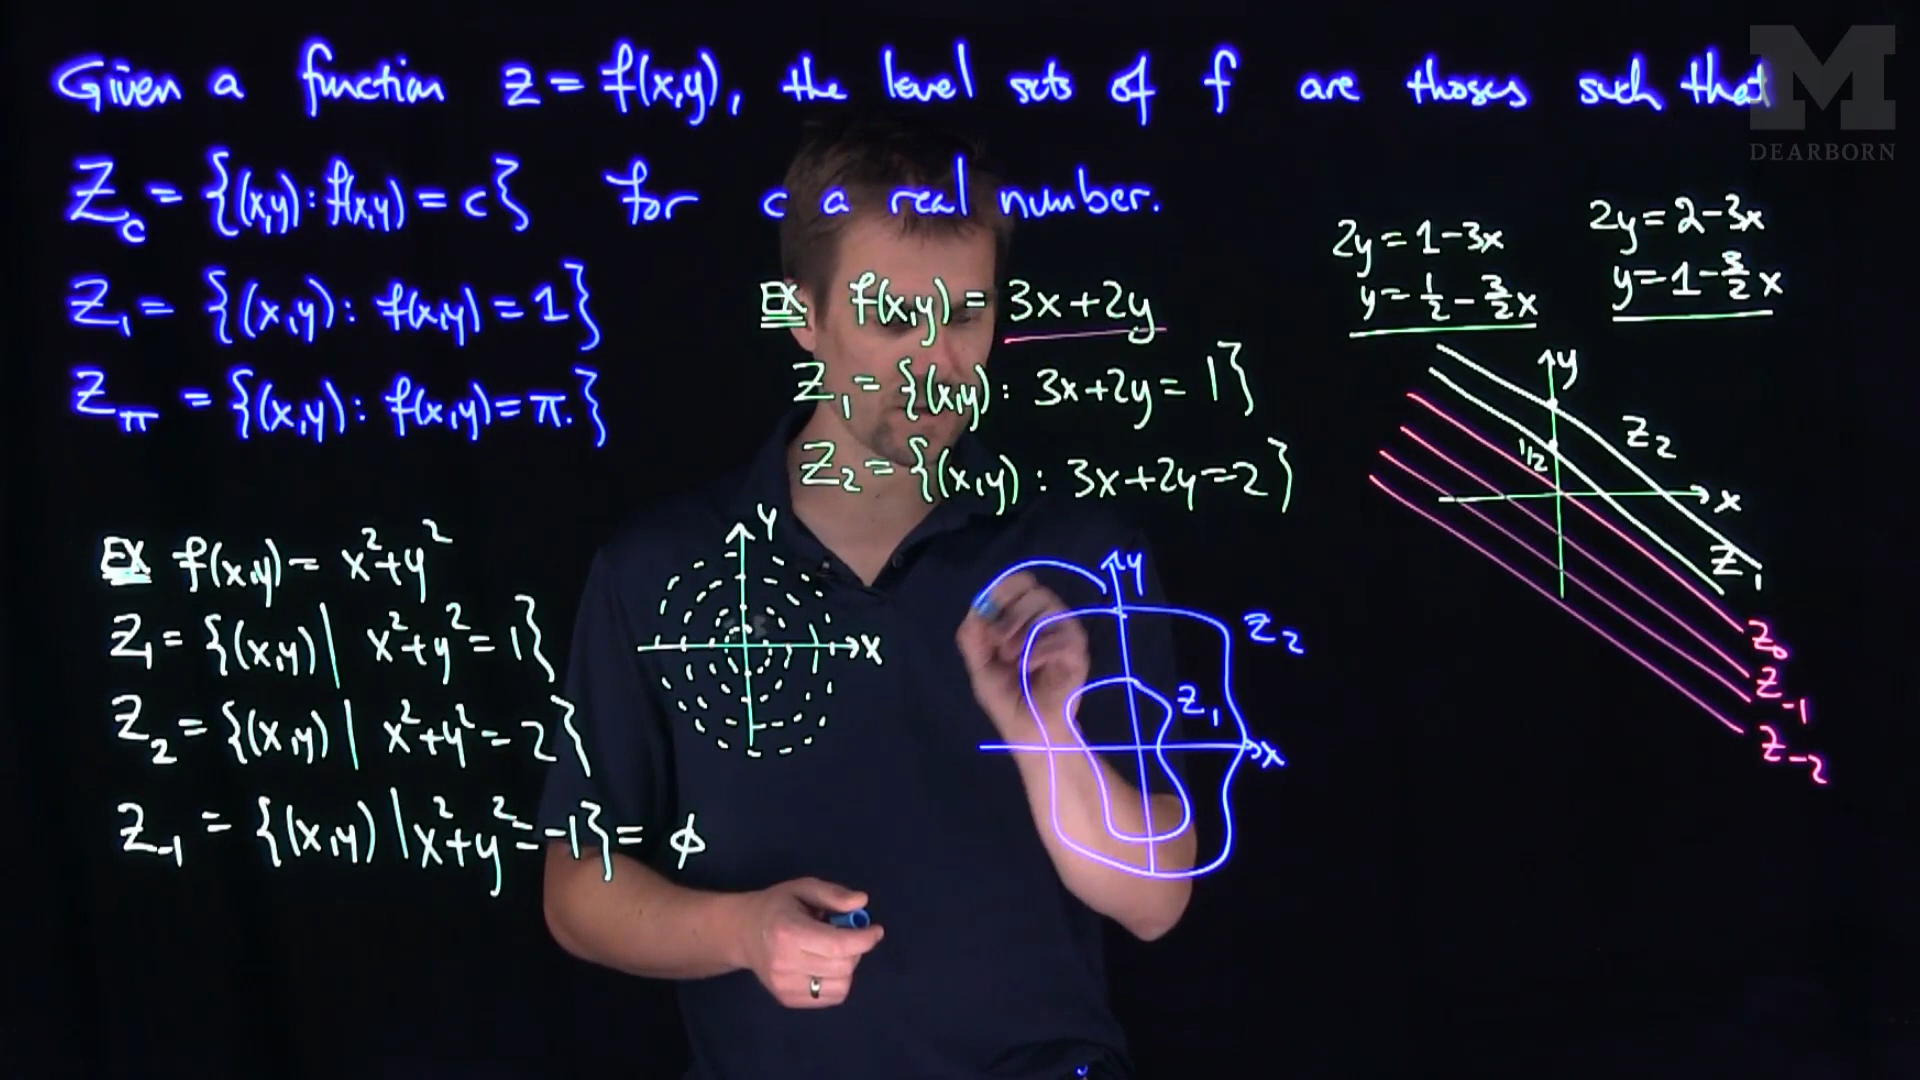 Given a function z = f(x,y), the level sets of f are thoses such that
M
DEARBORN
Z_c = {(x,y): f(x,y) = c} for c a real number.
Z_1 = {(x,y): f(x,y) = 1}
Z_π = {(x,y): f(x,y) = π.}
EX f(x,y) = 3x+2y
Z_1 = {(x,y): 3x+2y = 1}
Z_2 = {(x,y): 3x+2y = 2}
2y = 1-3x
y = 1/2 - 3/2 x
2y = 2-3x
y = 1 - 3/2 x
y
Z_2
1/2
x
Z_1
Z_0
Z_-1
Z_-2
EX f(x,y) = x²+y²
Z_1 = {(x,y) | x²+y² = 1}
Z_2 = {(x,y) | x²+y² = 2}
Z_-1 = {(x,y) | x²+y² = -1} = ϕ
y
x
y
Z_2
Z_1
x